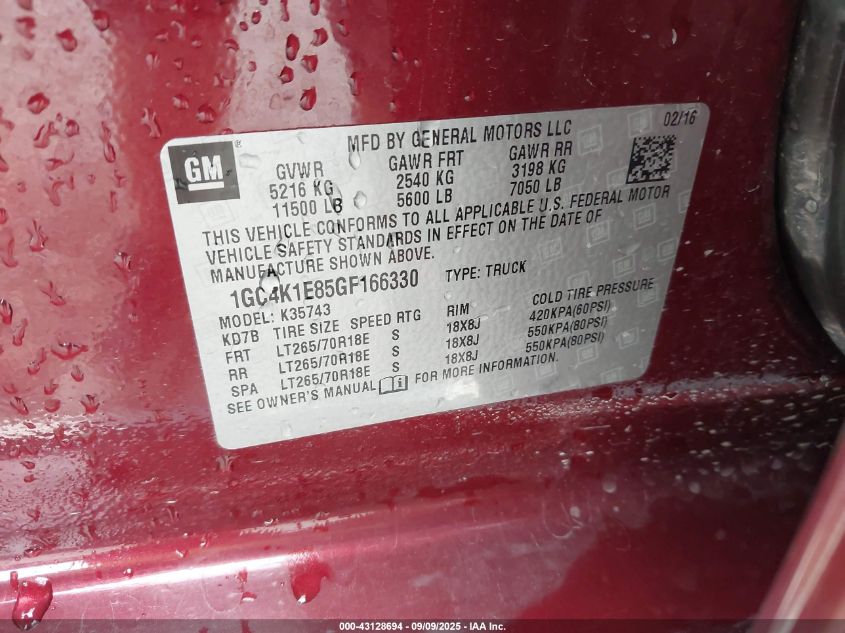 MFD BY GENERAL MOTORS LLC 02/16
GM
GVWR GAWR FRT GAWR RR
5216 KG 2540 KG 3198 KG
11500 LB 5600 LB 7050 LB
THIS VEHICLE CONFORMS TO ALL APPLICABLE U.S. FEDERAL MOTOR
VEHICLE SAFETY STANDARDS IN EFFECT ON THE DATE OF
MANUFACTURE SHOWN ABOVE.
1GC4K1E85GF166330 TYPE: TRUCK
MODEL: K35743
KD7B TIRE SIZE SPEED RTG RIM COLD TIRE PRESSURE
FRT LT265/70R18E S 18X8J 420KPA(60PSI)
RR LT265/70R18E S 18X8J 550KPA(80PSI)
SPA LT265/70R18E S 18X8J 550KPA(80PSI)
SEE OWNER'S MANUAL FOR MORE INFORMATION.
000-43128694 - 09/09/2025 - IAA Inc.